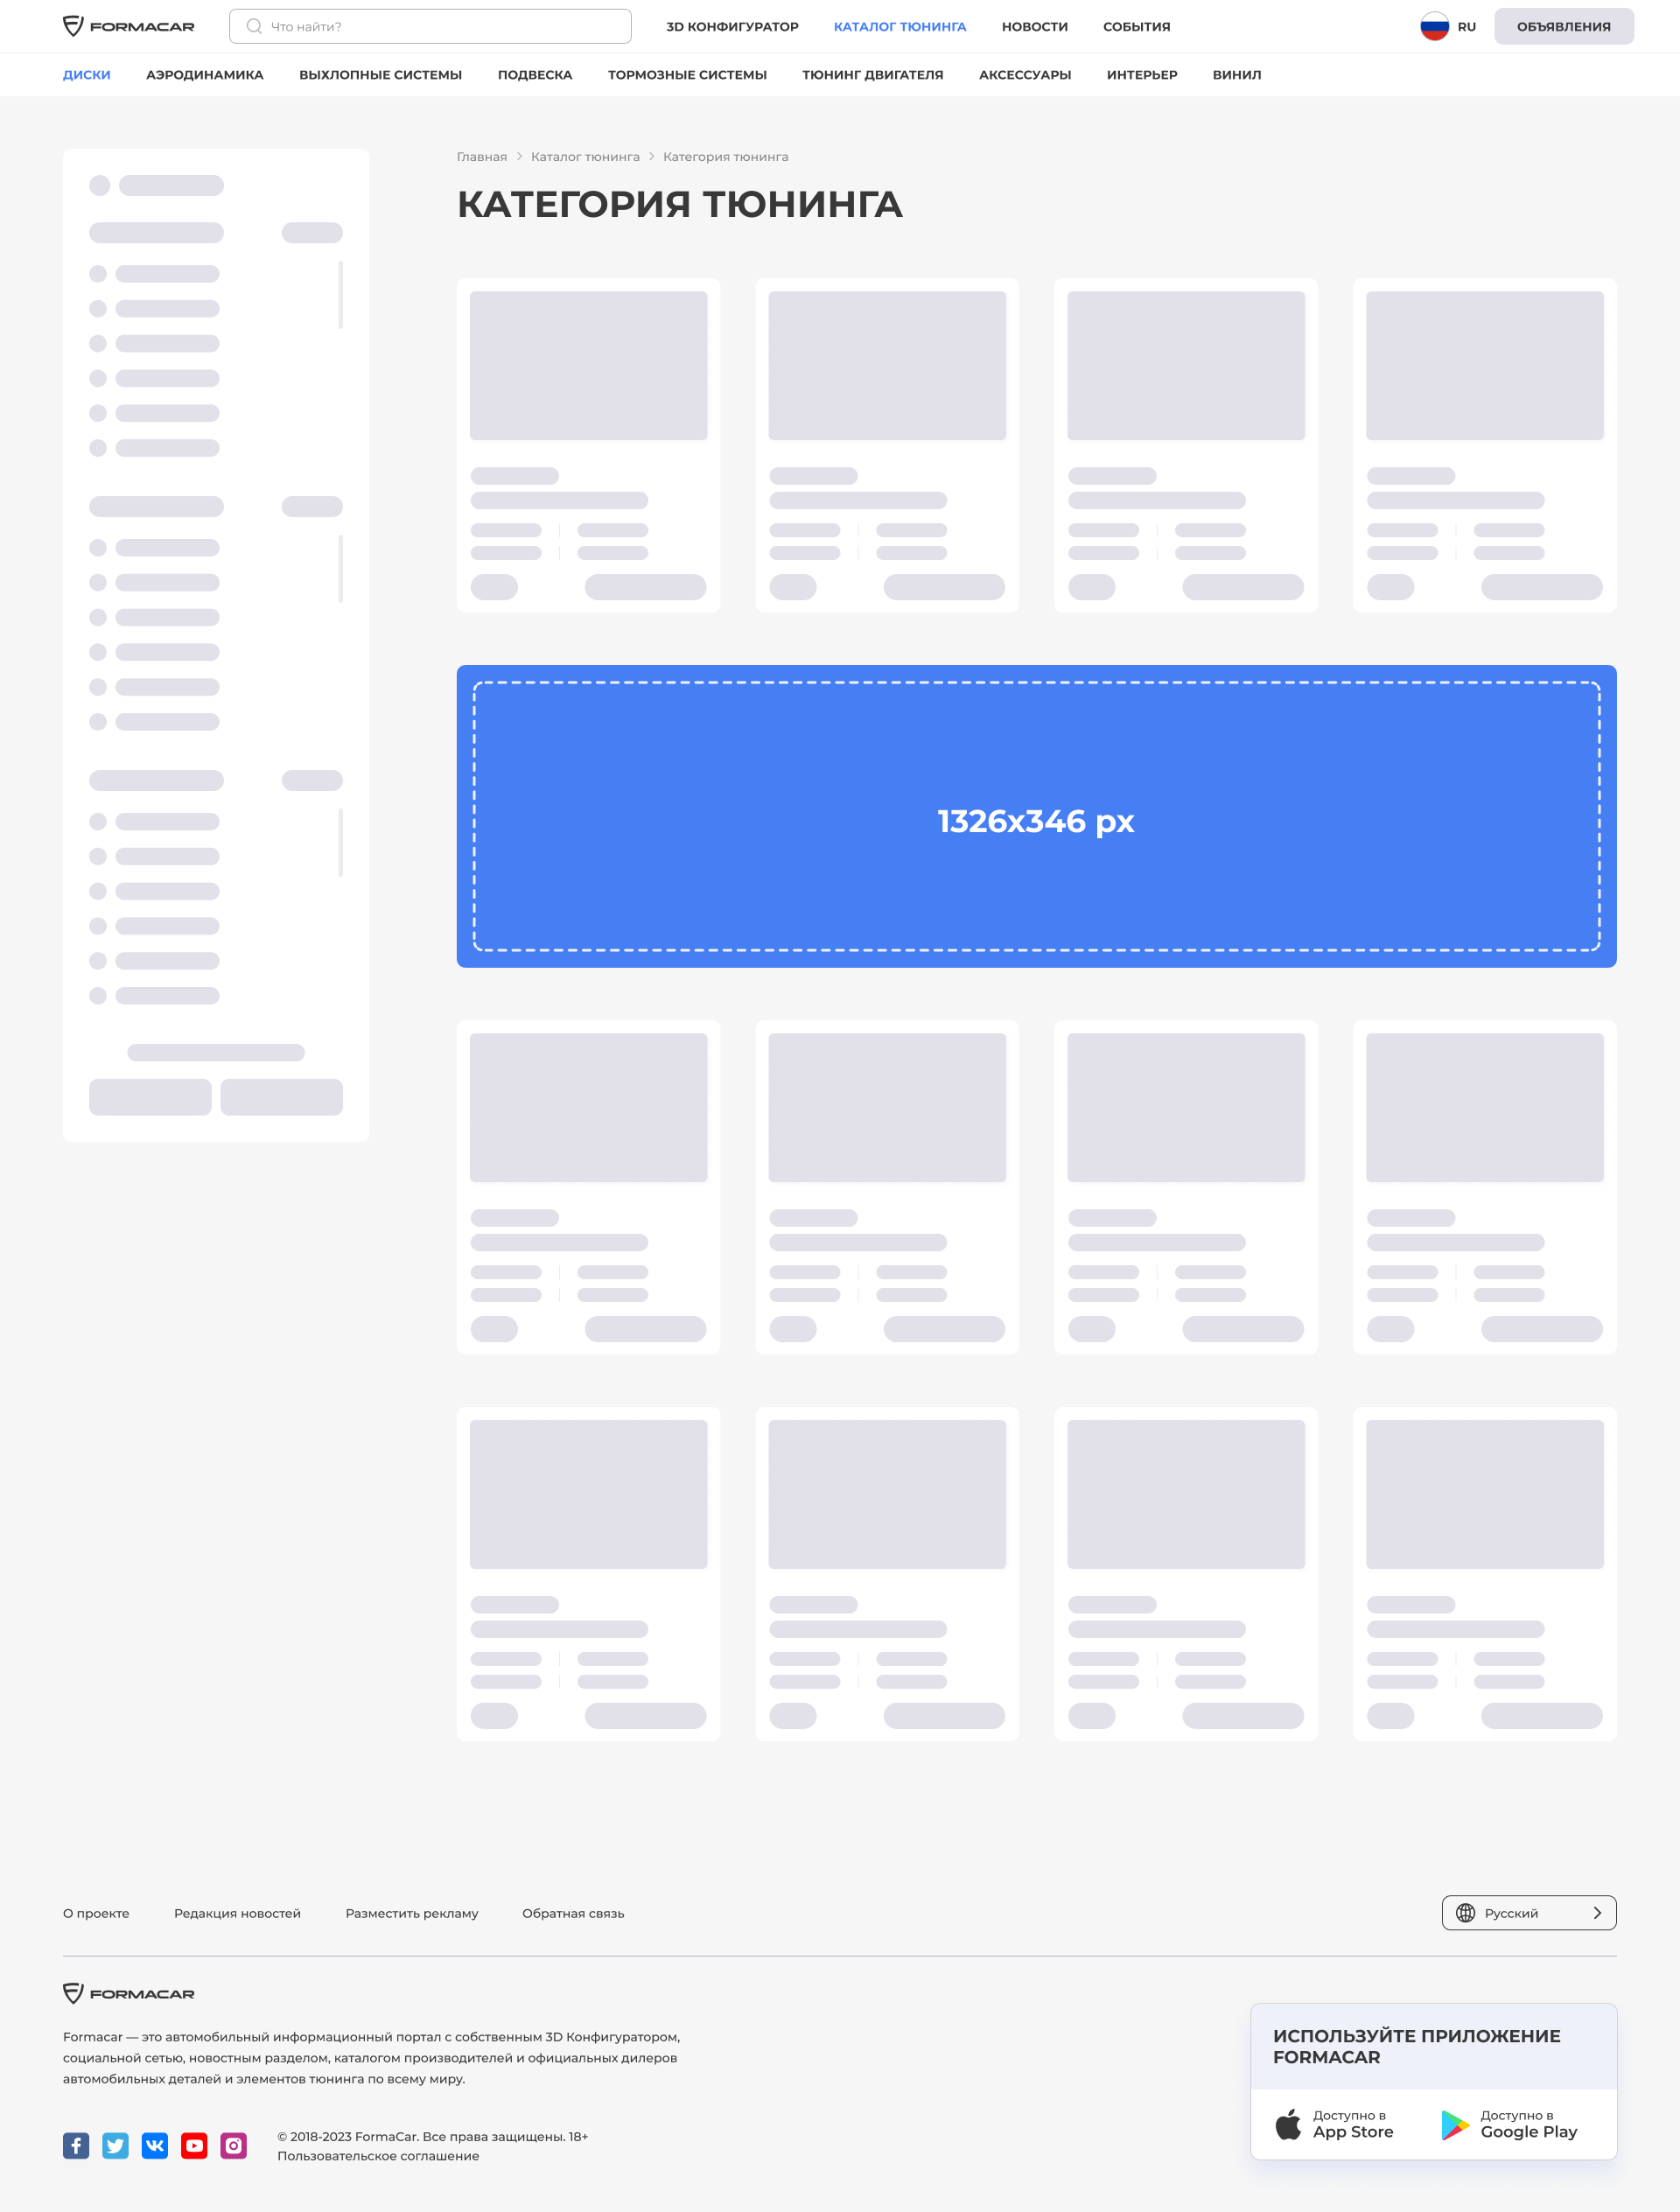 FORMACAR
Что найти?
3D КОНФИГУРАТОР
КАТАЛОГ ТЮНИНГА
НОВОСТИ
СОБЫТИЯ
RU
ОБЪЯВЛЕНИЯ
ДИСКИ
АЭРОДИНАМИКА
ВЫХЛОПНЫЕ СИСТЕМЫ
ПОДВЕСКА
ТОРМОЗНЫЕ СИСТЕМЫ
ТЮНИНГ ДВИГАТЕЛЯ
АКСЕССУАРЫ
ИНТЕРЬЕР
ВИНИЛ
Главная > Каталог тюнинга > Категория тюнинга
КАТЕГОРИЯ ТЮНИНГА
1326x346 px
О проекте
Редакция новостей
Разместить рекламу
Обратная связь
Русский
FORMACAR
Formacar — это автомобильный информационный портал с собственным 3D Конфигуратором,
социальной сетью, новостным разделом, каталогом производителей и официальных дилеров
автомобильных деталей и элементов тюнинга по всему миру.
© 2018-2023 FormaCar. Все права защищены. 18+
Пользовательское соглашение
ИСПОЛЬЗУЙТЕ ПРИЛОЖЕНИЕ
FORMACAR
Доступно в
App Store
Доступно в
Google Play